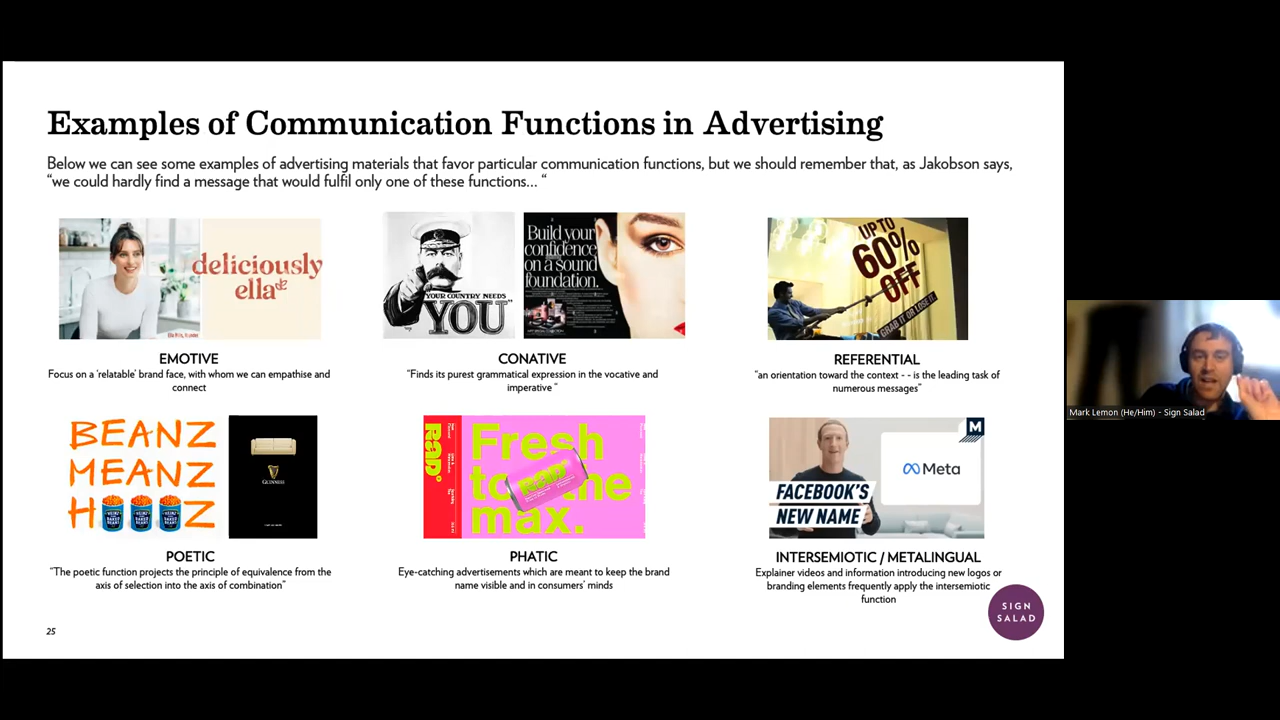 Examples of Communication Functions in Advertising
Below we can see some examples of advertising materials that favor particular communication functions, but we should remember that, as Jakobson says,
“we could hardly find a message that would fulfil only one of these functions… “
deliciously
ella
YOUR COUNTRY NEEDS
YOU"
Build your
confidence
on a sound
foundation.
UP TO
60%
OFF
GRAB IT OR LOSE IT.
EMOTIVE
Focus on a ‘relatable’ brand face, with whom we can empathise and
connect
CONATIVE
“Finds its purest grammatical expression in the vocative and
imperative “
REFERENTIAL
“an orientation toward the context - - is the leading task of
numerous messages”
BEANZ
MEANZ
H
Z
GUINNESS
Fresh
to the
max.
M
Meta
FACEBOOK'S
NEW NAME
POETIC
“The poetic function projects the principle of equivalence from the
axis of selection into the axis of combination”
PHATIC
Eye-catching advertisements which are meant to keep the brand
name visible and in consumers’ minds
INTERSEMIOTIC / METALINGUAL
Explainer videos and information introducing new logos or
branding elements frequently apply the intersemiotic
function
SIGN
SALAD
25
Mark Lemon (He/Him) - Sign Salad